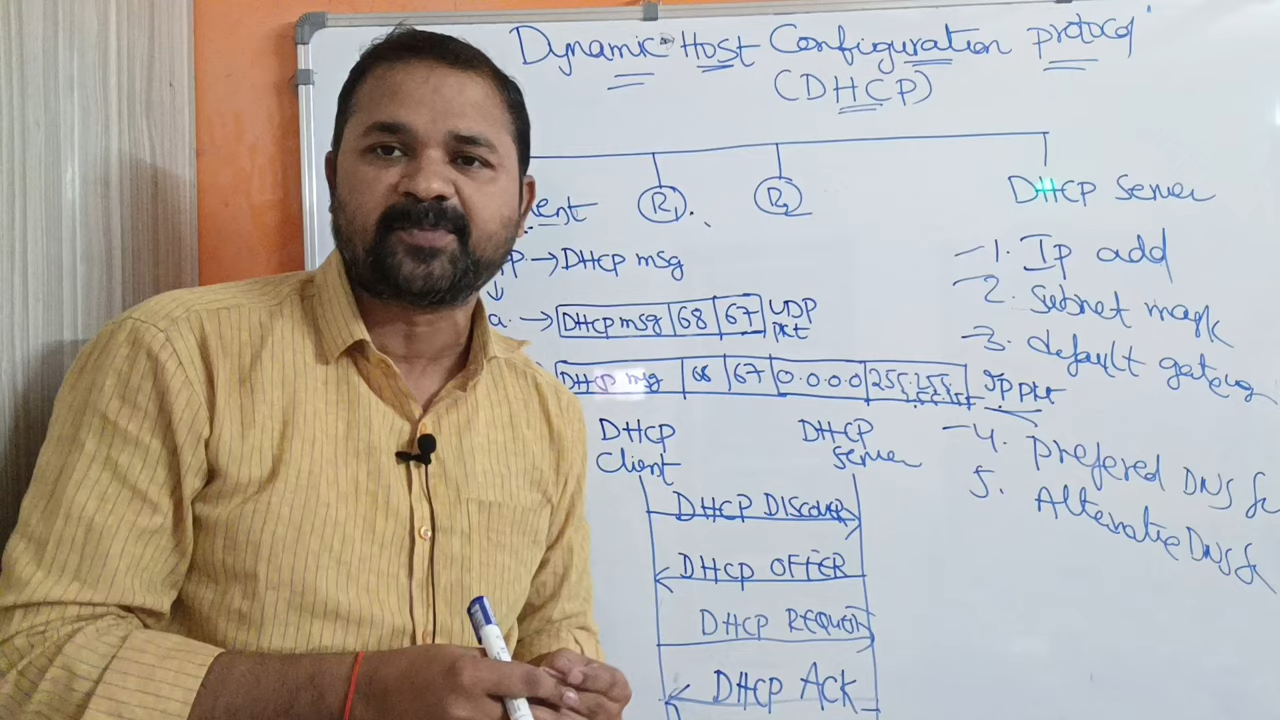 Dynamic Host Configuration protocol
(DHCP)
R1.
R2
DHCP Server
ent
p → DHCP msg
a. → DHCP msg 68 67 UDP
pkt
DHCP msg 68 67 0.0.0.0 255.255. IP pkt
1. Ip add
2. subnet mask
3. default
4. prefered DNS
5. Alternative DNS
DHCP
Client
DHCP
server
DHCP DISCOVER
DHCP OFFER
DHCP REQUEST
DHCP ACK